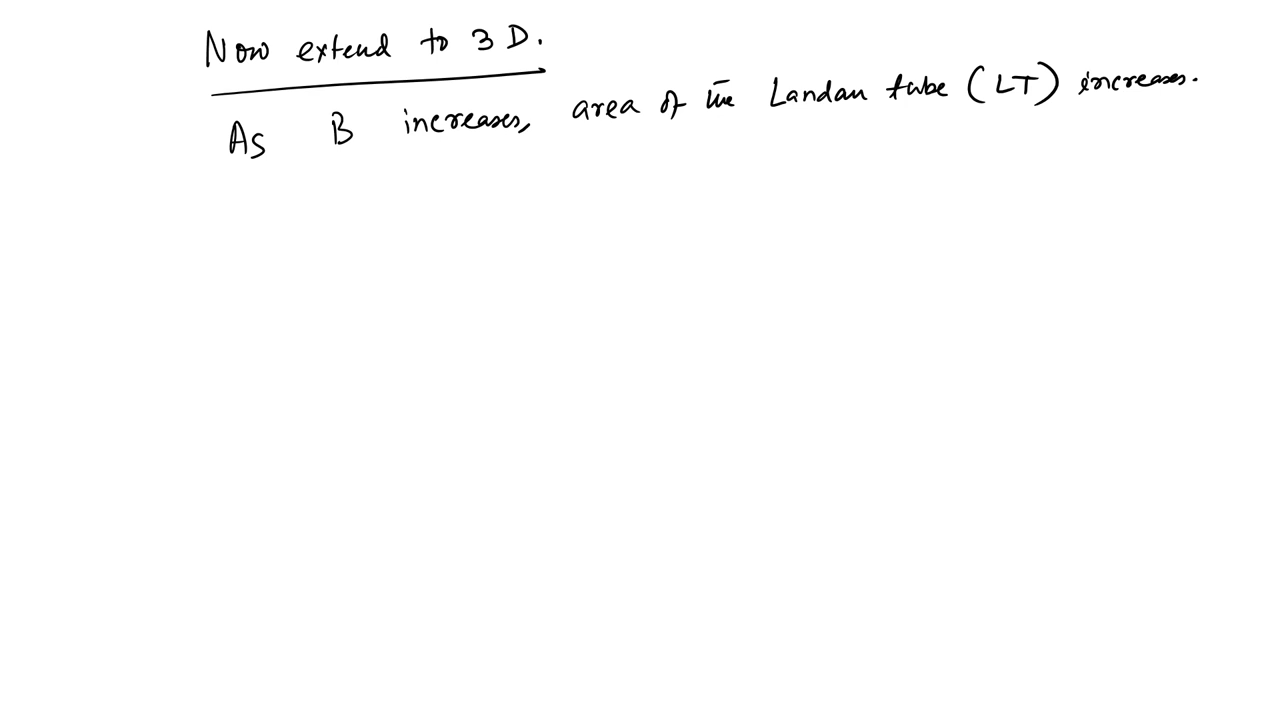 Now extend to 3D.
As B increases, area of the Landau tube (LT) increases.